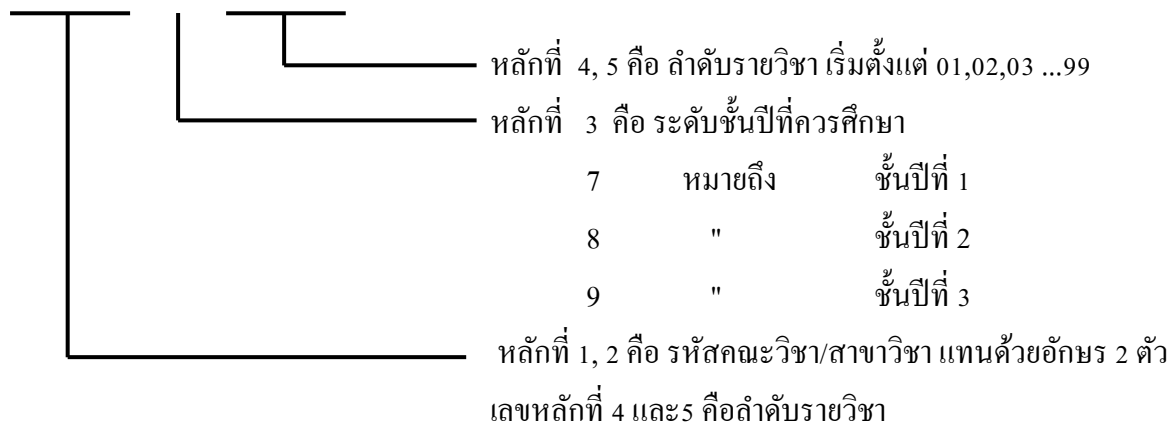 หลักที่ 4, 5 คือ ลำดับรายวิชา เริ่มตั้งแต่ 01,02,03 ...99
หลักที่ 3 คือ ระดับชั้นปีที่ควรศึกษา
7 หมายถึง ชั้นปีที่ 1
8 " ชั้นปีที่ 2
9 " ชั้นปีที่ 3
หลักที่ 1, 2 คือ รหัสคณะวิชา/สาขาวิชา แทนด้วยอักษร 2 ตัว
เลขหลักที่ 4 และ5 คือลำดับรายวิชา